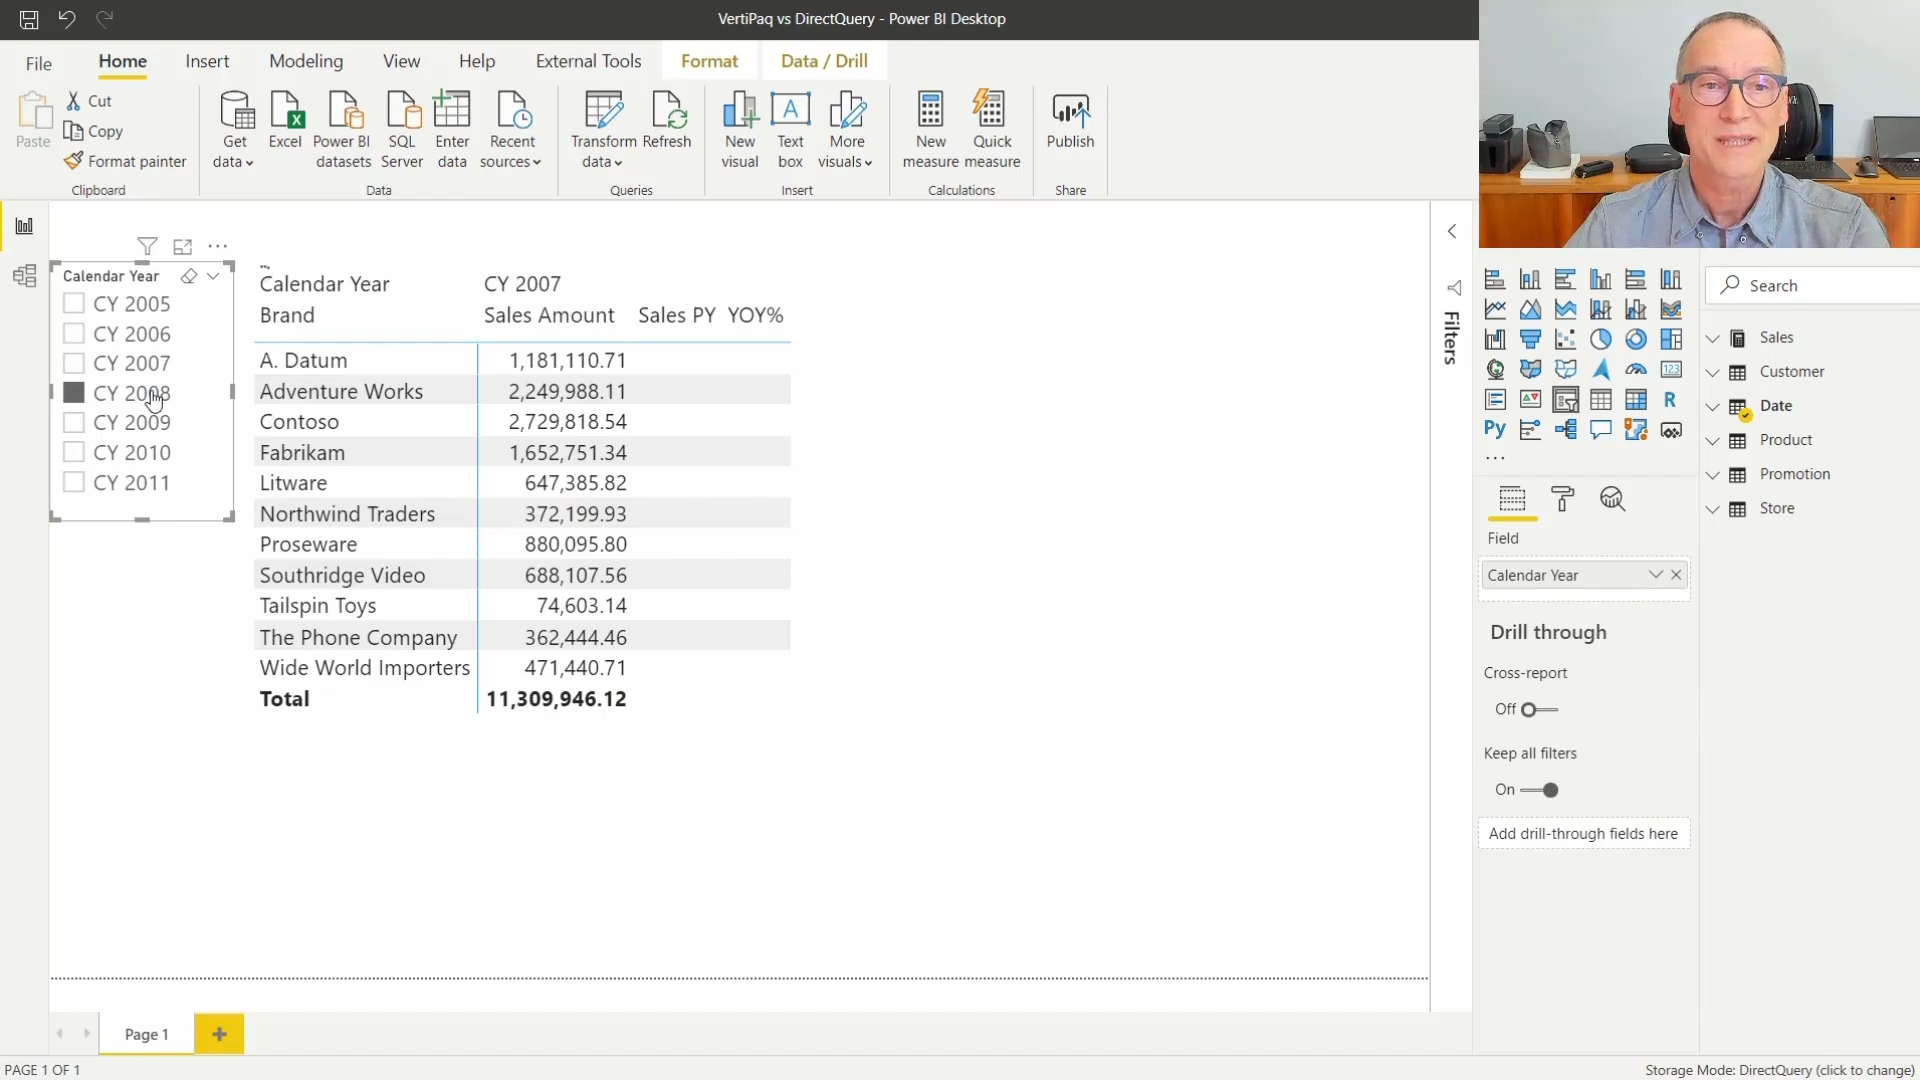 VertiPaq vs DirectQuery - Power BI Desktop
File Home Insert Modeling View Help External Tools Format Data / Drill
Paste
Cut
Copy
Format painter
Clipboard
Get data
Excel
Power BI datasets
SQL Server
Enter data
Recent sources
Data
Transform data
Refresh
Queries
New visual
Text box
More visuals
Insert
New measure
Quick measure
Calculations
Publish
Share
Calendar Year
CY 2005
CY 2006
CY 2007
CY 2008
CY 2009
CY 2010
CY 2011
Calendar Year CY 2007
Brand Sales Amount Sales PY YOY%
A. Datum 1,181,110.71
Adventure Works 2,249,988.11
Contoso 2,729,818.54
Fabrikam 1,652,751.34
Litware 647,385.82
Northwind Traders 372,199.93
Proseware 880,095.80
Southridge Video 688,107.56
Tailspin Toys 74,603.14
The Phone Company 362,444.46
Wide World Importers 471,440.71
Total 11,309,946.12
Filters
123
R
Py
Field
Calendar Year
Drill through
Cross-report
Off
Keep all filters
On
Add drill-through fields here
Search
Sales
Customer
Date
Product
Promotion
Store
Page 1
PAGE 1 OF 1
Storage Mode: DirectQuery (click to change)